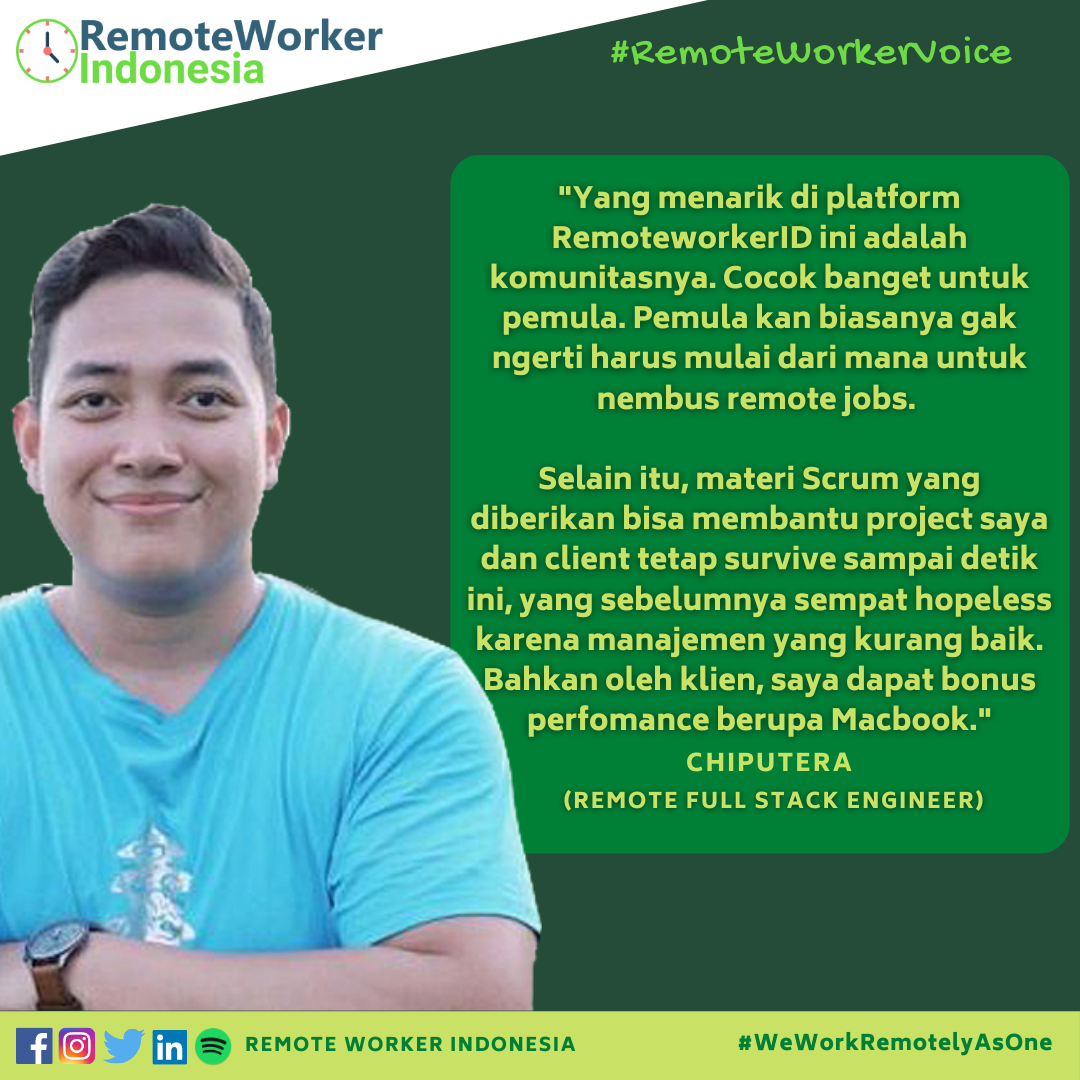 RemoteWorker
Indonesia
#RemoteWorkerVoice
"Yang menarik di platform
RemoteworkerID ini adalah
komunitasnya. Cocok banget untuk
pemula. Pemula kan biasanya gak
ngerti harus mulai dari mana untuk
nembus remote jobs.
Selain itu, materi Scrum yang
diberikan bisa membantu project saya
dan client tetap survive sampai detik
ini, yang sebelumnya sempat hopeless
karena manajemen yang kurang baik.
Bahkan oleh klien, saya dapat bonus
perfomance berupa Macbook."
CHIPUTERA
(REMOTE FULL STACK ENGINEER)
REMOTE WORKER INDONESIA
#WeWorkRemotelyAsOne